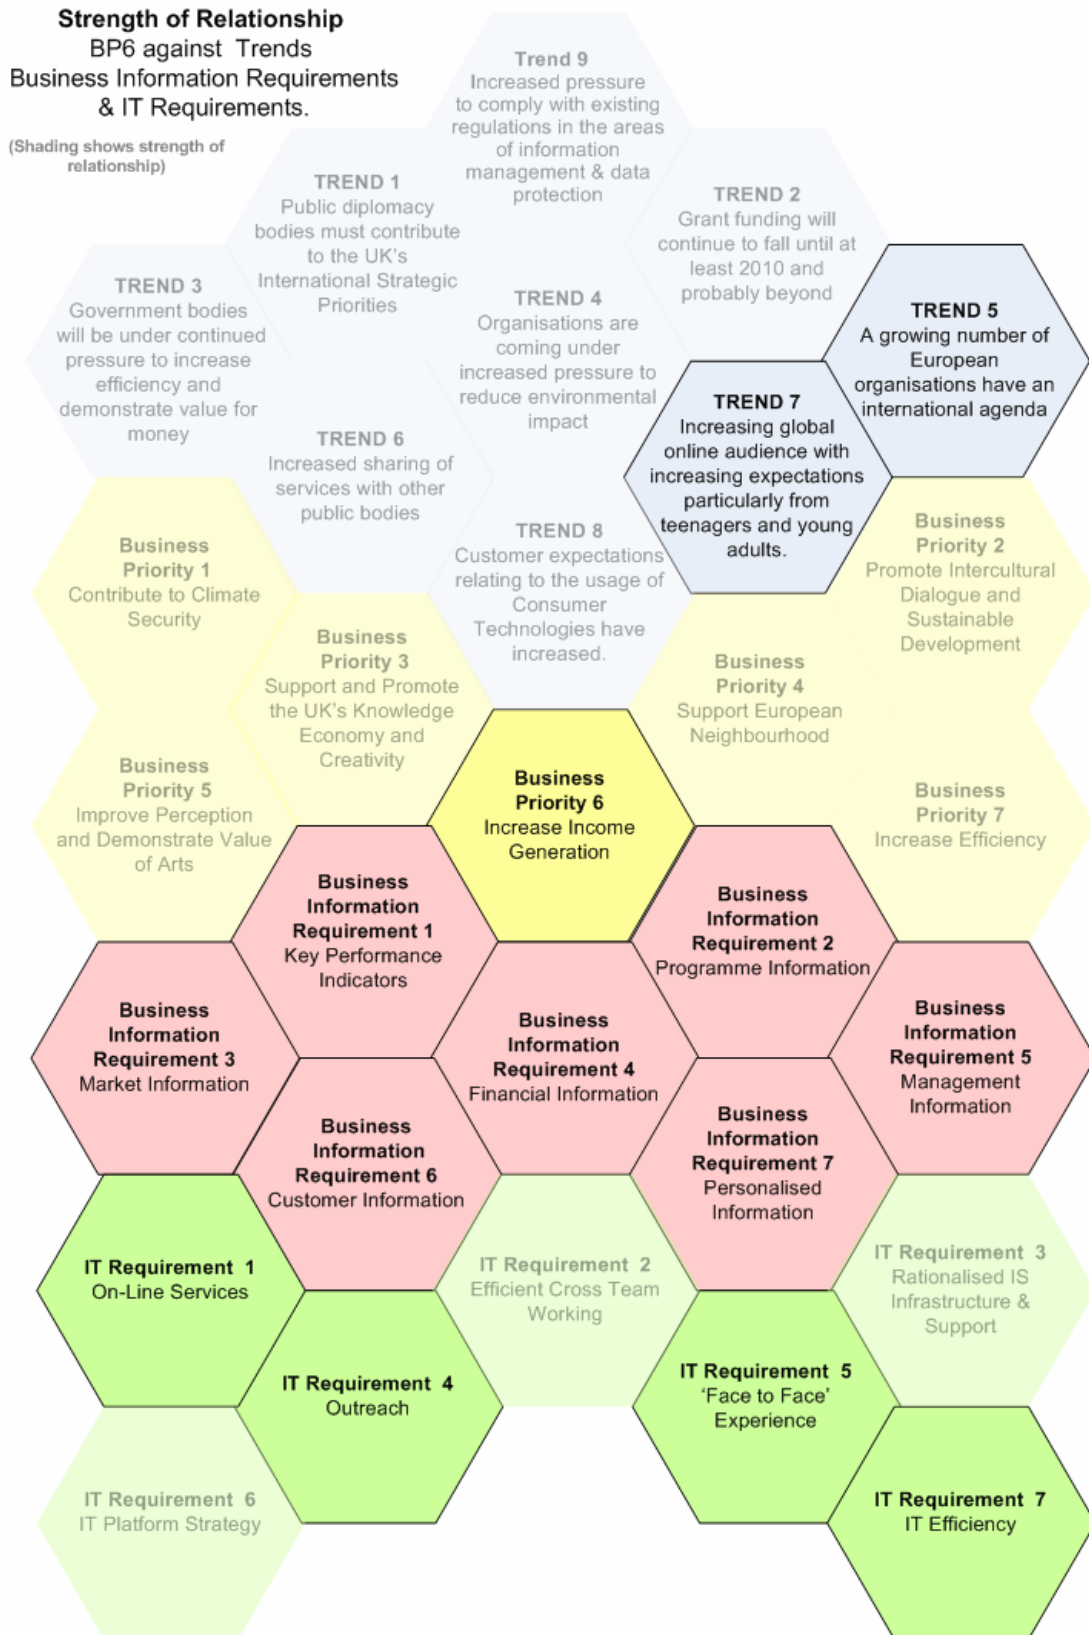 Strength of Relationship
BP6 against Trends
Business Information Requirements
& IT Requirements.
(Shading shows strength of
relationship)
Trend 9
Increased pressure
to comply with existing
regulations in the areas
of information
management & data
protection
TREND 1
Public diplomacy
bodies must contribute
to the UK's
International Strategic
Priorities
TREND 2
Grant funding will
continue to fall until at
least 2010 and
probably beyond
TREND 3
Government bodies
will be under continued
pressure to increase
efficiency and
demonstrate value for
money
TREND 4
Organisations are
coming under
increased pressure to
reduce environmental
impact
TREND 5
A growing number of
European
organisations have an
international agenda
TREND 6
Increased sharing of
services with other
public bodies
TREND 7
Increasing global
online audience with
increasing expectations
particularly from
teenagers and young
adults.
TREND 8
Customer expectations
relating to the usage of
Consumer
Technologies have
increased.
Business
Priority 1
Contribute to Climate
Security
Business
Priority 2
Promote Intercultural
Dialogue and
Sustainable
Development
Business
Priority 3
Support and Promote
the UK's Knowledge
Economy and
Creativity
Business
Priority 4
Support European
Neighbourhood
Business
Priority 5
Improve Perception
and Demonstrate Value
of Arts
Business
Priority 6
Increase Income
Generation
Business
Priority 7
Increase Efficiency
Business
Information
Requirement 1
Key Performance
Indicators
Business
Information
Requirement 2
Programme Information
Business
Information
Requirement 3
Market Information
Business
Information
Requirement 4
Financial Information
Business
Information
Requirement 5
Management
Information
Business
Information
Requirement 6
Customer Information
Business
Information
Requirement 7
Personalised
Information
IT Requirement 1
On-Line Services
IT Requirement 2
Efficient Cross Team
Working
IT Requirement 3
Rationalised IS
Infrastructure &
Support
IT Requirement 4
Outreach
IT Requirement 5
‘Face to Face’
Experience
IT Requirement 6
IT Platform Strategy
IT Requirement 7
IT Efficiency